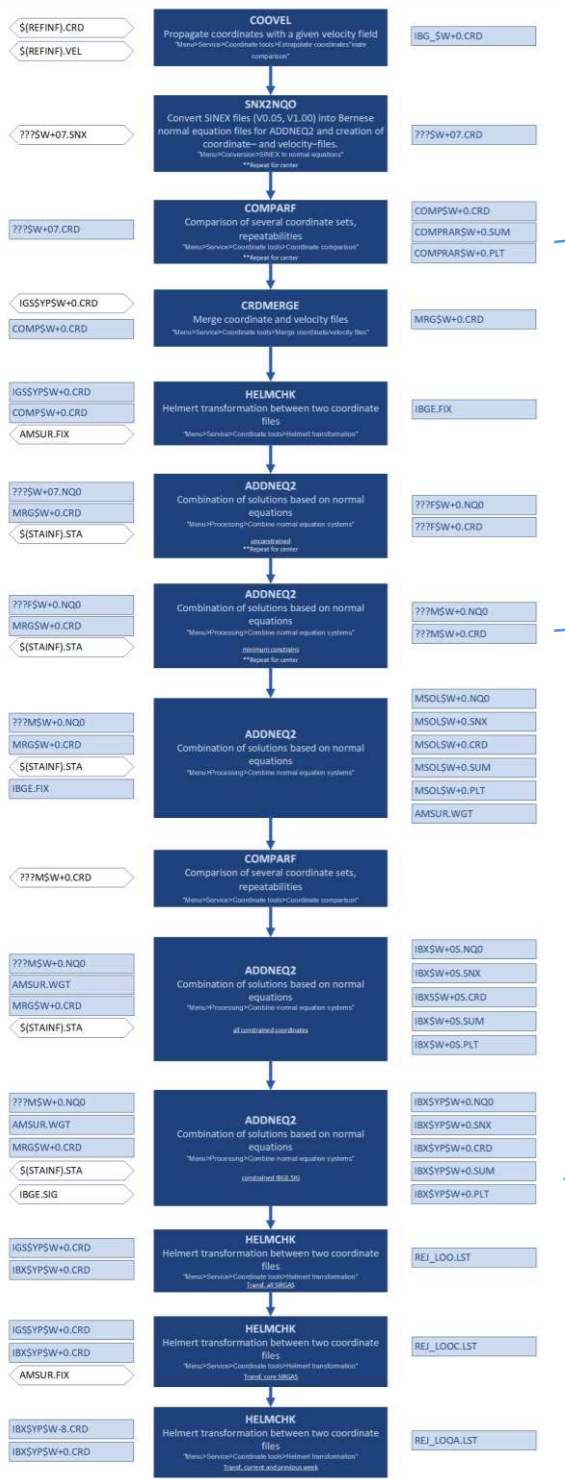 $(REFINF).CRD
$(REFINF).VEL
COOVEL
Propagate coordinates with a given velocity field
"Menu>Service>Coordinate tools>Extrapolate coordinates"inate
comparison"
IBG_$W+0.CRD
???$W+07.SNX
SNX2NQO
Convert SINEX files (V0.05, V1.00) into Bernese
normal equation files for ADDNEQ2 and creation of
coordinate– and velocity–files.
"Menu>Conversion>SINEX to normal equations"
**Repeat for center
???$W+07.CRD
???$W+07.CRD
COMPARF
Comparison of several coordinate sets,
repeatabilities
"Menu>Service>Coordinate tools>Coordinate comparison"
**Repeat for center
COMP$W+0.CRD
COMPRAR$W+0.SUM
COMPRAR$W+0.PLT
IGS$YP$W+0.CRD
COMP$W+0.CRD
CRDMERGE
Merge coordinate and velocity files
"Menu>Service>Coordinate tools>Merge coordinate/velocity files"
MRG$W+0.CRD
IGS$YP$W+0.CRD
COMP$W+0.CRD
AMSUR.FIX
HELMCHK
Helmert transformation between two coordinate
files
"Menu>Service>Coordinate tools>Helmert transformation"
IBGE.FIX
???$W+07.NQ0
MRG$W+0.CRD
$(STAINF).STA
ADDNEQ2
Combination of solutions based on normal
equations
"Menu>Processing>Combine normal equation systems"
unconstrained
**Repeat for center
???F$W+0.NQ0
???F$W+0.CRD
???F$W+0.NQ0
MRG$W+0.CRD
$(STAINF).STA
ADDNEQ2
Combination of solutions based on normal
equations
"Menu>Processing>Combine normal equation systems"
minimum constrains
**Repeat for center
???M$W+0.NQ0
???M$W+0.CRD
???M$W+0.NQ0
MRG$W+0.CRD
$(STAINF).STA
IBGE.FIX
ADDNEQ2
Combination of solutions based on normal
equations
"Menu>Processing>Combine normal equation systems"
MSOL$W+0.NQ0
MSOL$W+0.SNX
MSOL$W+0.CRD
MSOL$W+0.SUM
MSOL$W+0.PLT
AMSUR.WGT
???M$W+0.CRD
COMPARF
Comparison of several coordinate sets,
repeatabilities
"Menu>Service>Coordinate tools>Coordinate comparison"
???M$W+0.NQ0
AMSUR.WGT
MRG$W+0.CRD
$(STAINF).STA
ADDNEQ2
Combination of solutions based on normal
equations
"Menu>Processing>Combine normal equation systems"
all constrained coordinates
IBX$W+0S.NQ0
IBX$W+0S.SNX
IBXS$W+0S.CRD
IBX$W+0S.SUM
IBX$W+0S.PLT
???M$W+0.NQ0
AMSUR.WGT
MRG$W+0.CRD
$(STAINF).STA
IBGE.SIG
ADDNEQ2
Combination of solutions based on normal
equations
"Menu>Processing>Combine normal equation systems"
constrained IBGE.SIG
IBX$YP$W+0.NQ0
IBX$YP$W+0.SNX
IBX$YP$W+0.CRD
IBX$YP$W+0.SUM
IBX$YP$W+0.PLT
IGS$YP$W+0.CRD
IBX$YP$W+0.CRD
HELMCHK
Helmert transformation between two coordinate
files
"Menu>Service>Coordinate tools>Helmert transformation"
Transf. all SIRGAS
REJ_LOO.LST
IGS$YP$W+0.CRD
IBX$YP$W+0.CRD
AMSUR.FIX
HELMCHK
Helmert transformation between two coordinate
files
"Menu>Service>Coordinate tools>Helmert transformation"
Transf. core SIRGAS
REJ_LOOC.LST
IBX$YP$W-8.CRD
IBX$YP$W+0.CRD
HELMCHK
Helmert transformation between two coordinate
files
"Menu>Service>Coordinate tools>Helmert transformation"
Transf. current and previous week
REJ_LOOA.LST